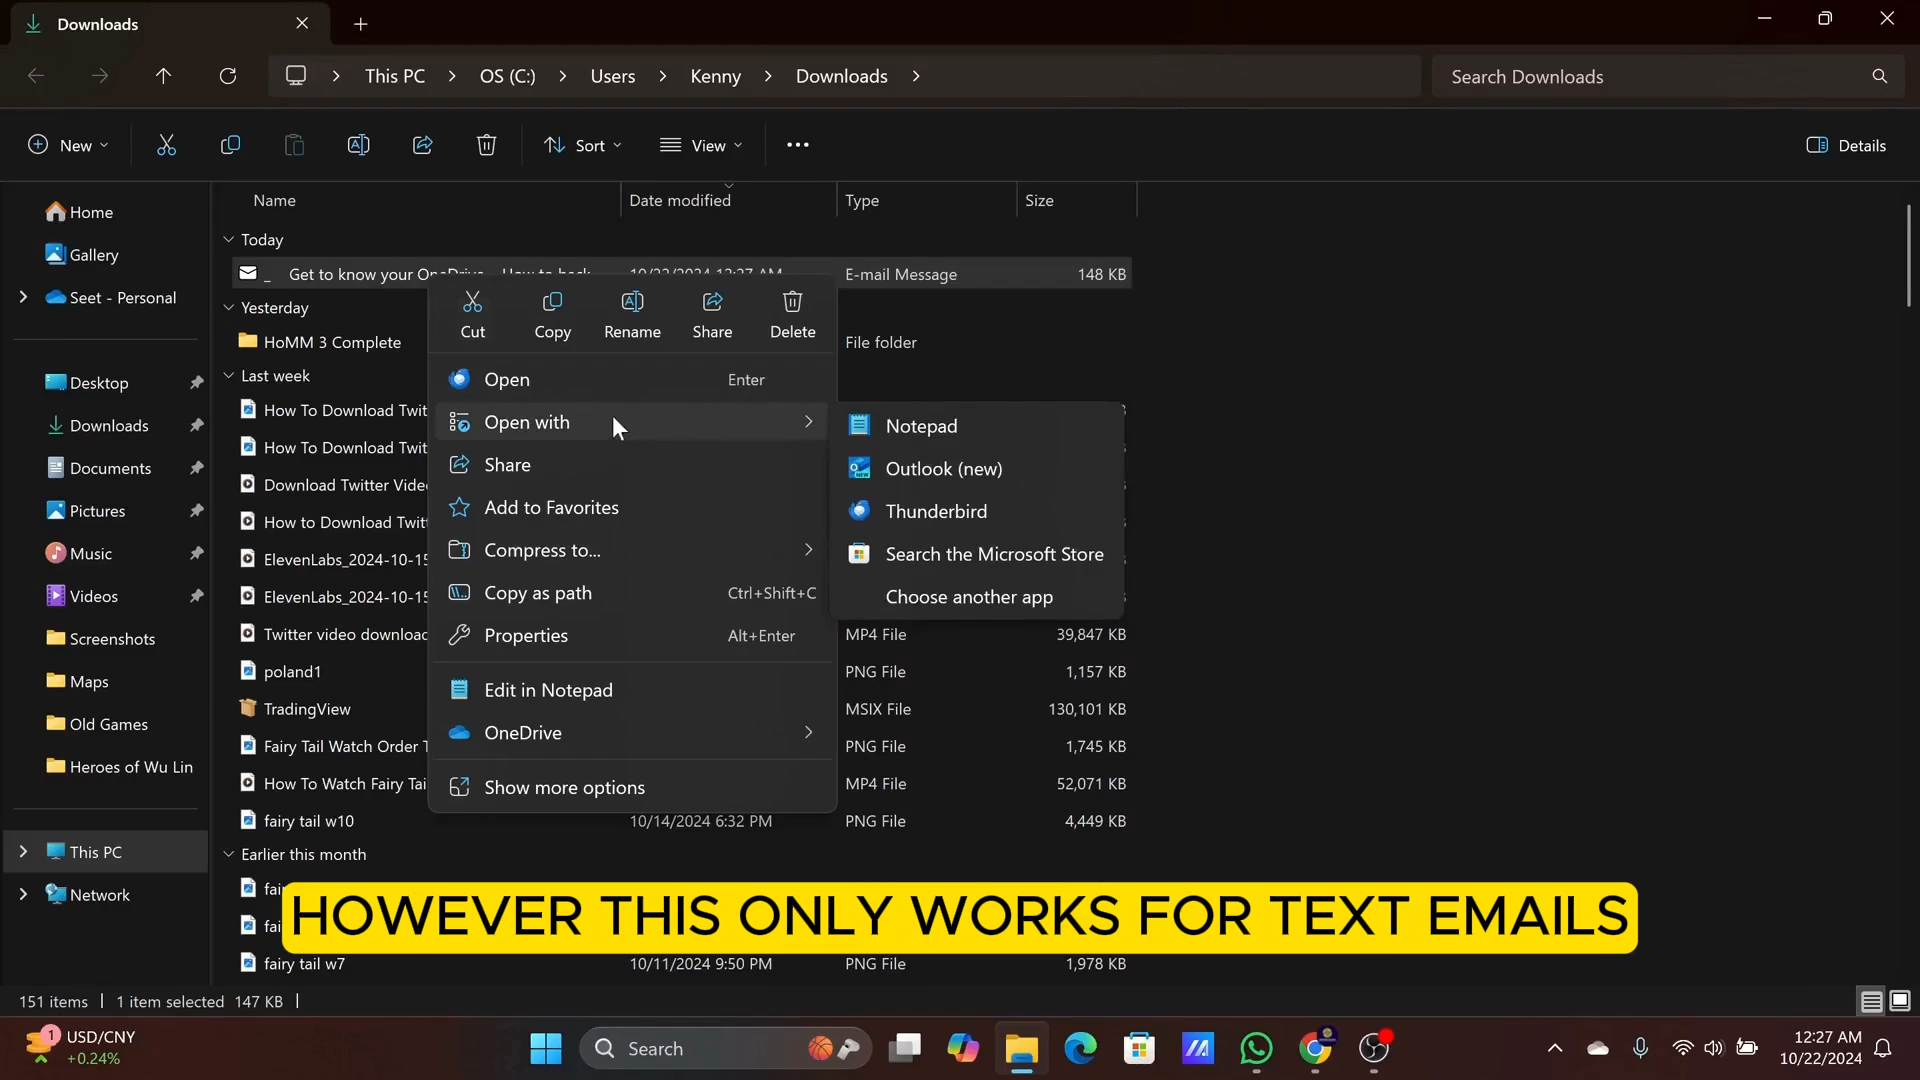 Downloads
This PC
OS (C:)
Users
Kenny
Downloads
Search Downloads
New
Sort
View
Details
Name
Date modified
Type
Size
Home
Gallery
Seet - Personal
Desktop
Downloads
Documents
Pictures
Music
Videos
Screenshots
Maps
Old Games
Heroes of Wu Lin
This PC
Network
Today
_ Get to know your OneDrive
E-mail Message 148 KB
Yesterday
HoMM 3 Complete File folder
Last week
How To Download Twit
How To Download Twit
Download Twitter Vide
How to Download Twit
ElevenLabs_2024-10-15
ElevenLabs_2024-10-15
Twitter video downloa MP4 File 39,847 KB
poland1 PNG File 1,157 KB
TradingView MSIX File 130,101 KB
Fairy Tail Watch Order PNG File 1,745 KB
How To Watch Fairy Tai MP4 File 52,071 KB
fairy tail w10 10/14/2024 6:32 PM PNG File 4,449 KB
Earlier this month
fai
fai
fairy tail w7 10/11/2024 9:50 PM PNG File 1,978 KB
Cut
Copy
Rename
Share
Delete
Open Enter
Open with
Share
Add to Favorites
Compress to...
Copy as path Ctrl+Shift+C
Properties Alt+Enter
Edit in Notepad
OneDrive
Show more options
Notepad
Outlook (new)
Thunderbird
Search the Microsoft Store
Choose another app
HOWEVER THIS ONLY WORKS FOR TEXT EMAILS
151 items
1 item selected 147 KB
1
USD/CNY
+0.24%
Search
12:27 AM
10/22/2024